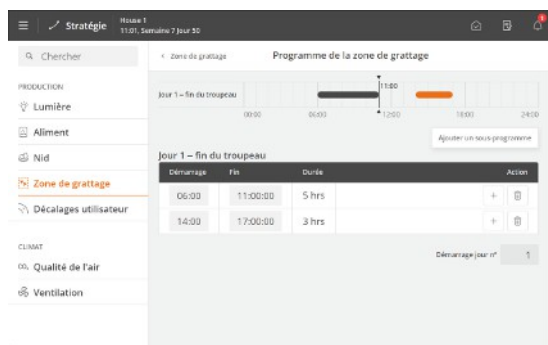 Stratégie
House 1
11:01, Semaine 7 Jour 50
1
Chercher
PRODUCTION
Lumière
Aliment
Nid
Zone de grattage
Décalages utilisateur
CLIMAT
Qualité de l'air
Ventilation
< Zone de grattage
Programme de la zone de grattage
Jour 1 – fin du troupeau
11:00
00:00 06:00 12:00 18:00 24:00
Ajouter un sous-programme
Jour 1 – fin du troupeau
Démarrage Fin Durée Action
06:00 11:00:00 5 hrs +
14:00 17:00:00 3 hrs +
Démarrage jour n° 1